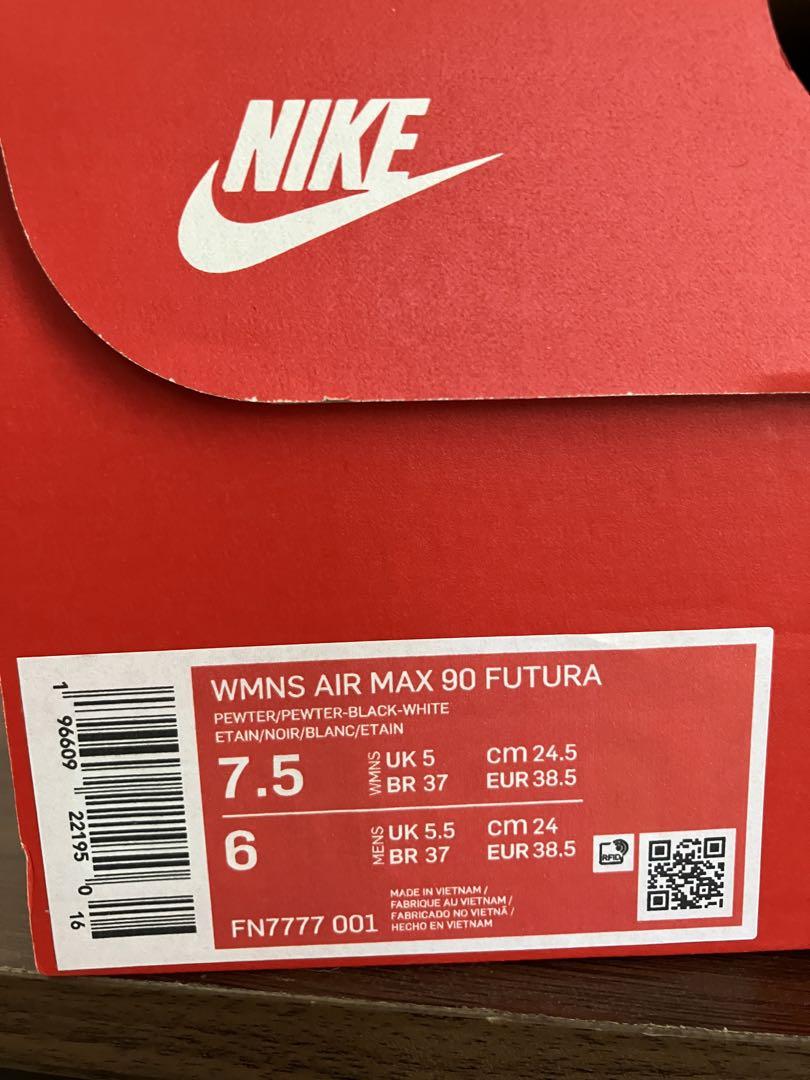 NIKE
WMNS AIR MAX 90 FUTURA
PEWTER/PEWTER-BLACK-WHITE
ETAIN/NOIR/BLANC/ETAIN
7.5 WMNS UK 5 cm 24.5
BR 37 EUR 38.5
6 MENS UK 5.5 cm 24
BR 37 EUR 38.5
RFID
FN7777 001
MADE IN VIETNAM /
FABRIQUE AU VIETNAM /
FABRICADO NO VIETNÃ /
HECHO EN VIETNAM
1 96609 22195 0 16